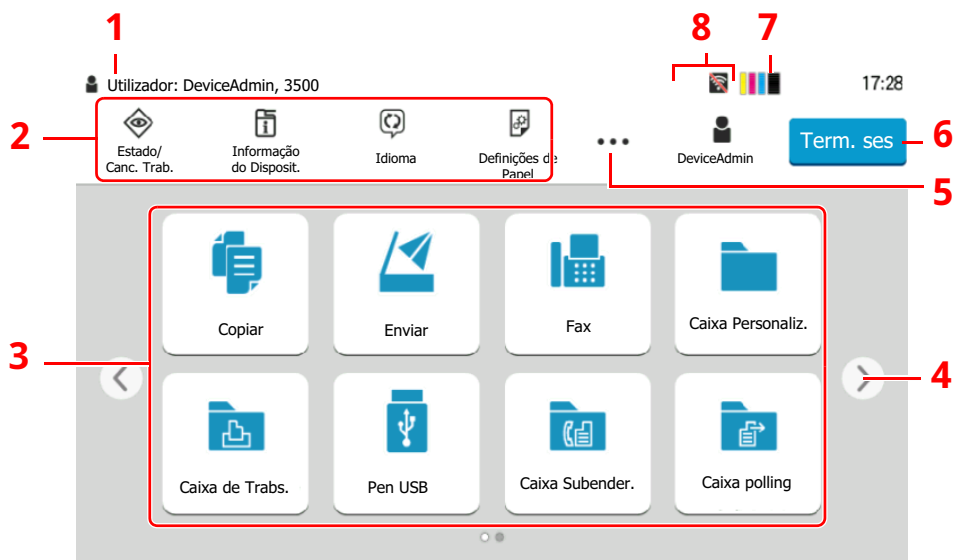 1
8
7
Utilizador: DeviceAdmin, 3500
17:28
2
Estado/
Canc. Trab.
Informação
do Disposit.
Idioma
Definições de
Papel
DeviceAdmin
Term. ses
6
5
3
Copiar
Enviar
Fax
Caixa Personaliz.
4
Caixa de Trabs.
Pen USB
Caixa Subender.
Caixa polling